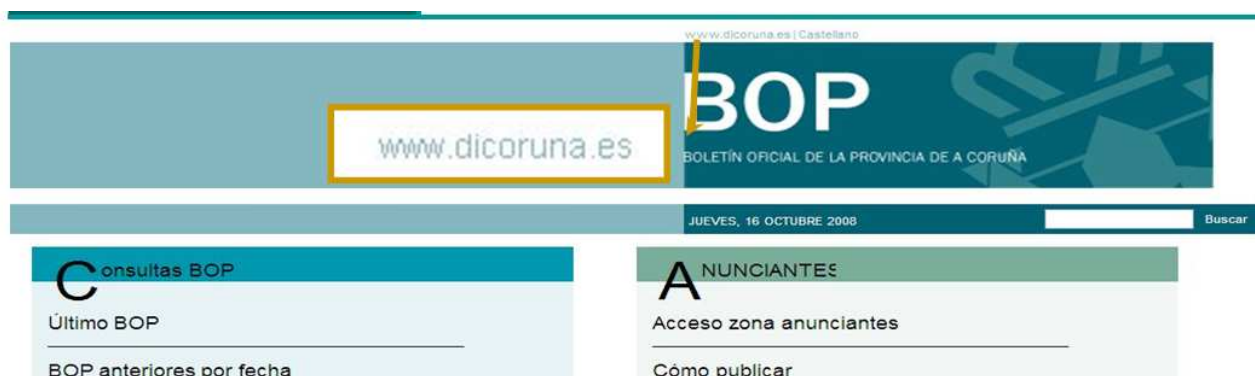 www.dicoruna.es | Castellano
BOP
www.dicoruna.es
BOLETÍN OFICIAL DE LA PROVINCIA DE A CORUÑA
JUEVES, 16 OCTUBRE 2008
Buscar
Consultas BOP
Último BOP
BOP anteriores por fecha
ANUNCIANTES
Acceso zona anunciantes
Cómo publicar